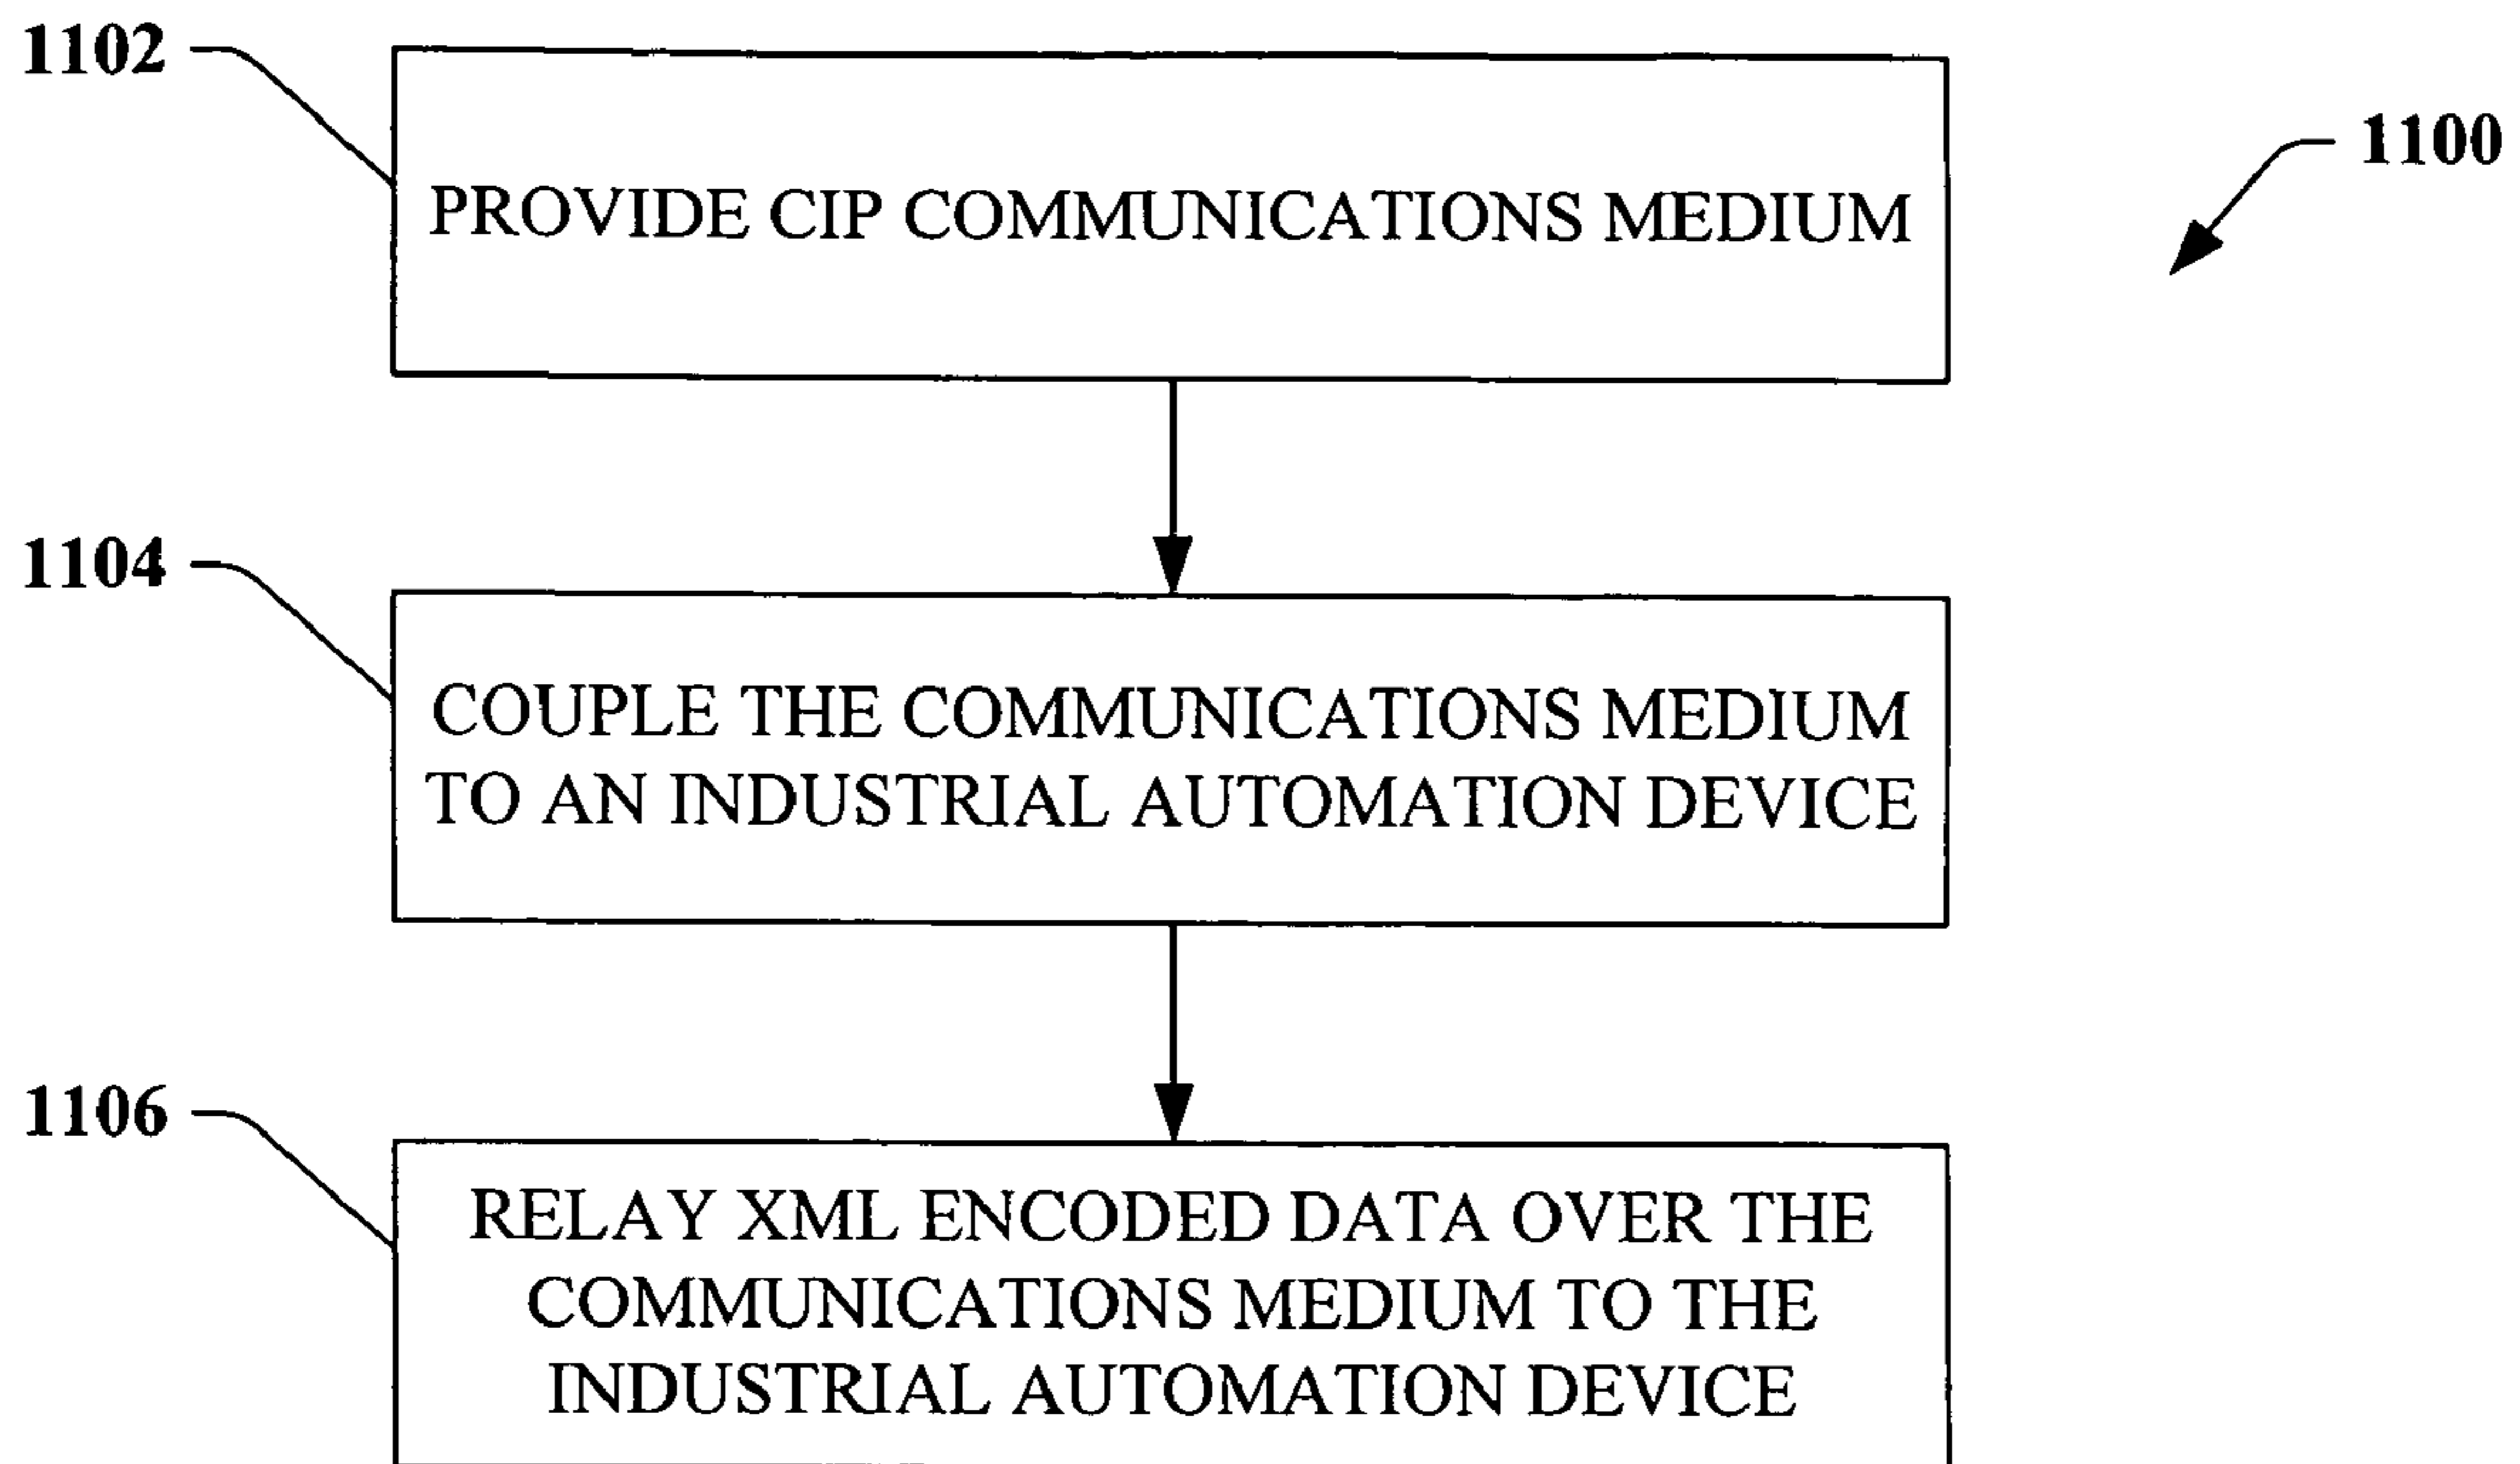 1102
PROVIDE CIP COMMUNICATIONS MEDIUM
1100
1104
COUPLE THE COMMUNICATIONS MEDIUM
TO AN INDUSTRIAL AUTOMATION DEVICE
1106
RELAY XML ENCODED DATA OVER THE
COMMUNICATIONS MEDIUM TO THE
INDUSTRIAL AUTOMATION DEVICE